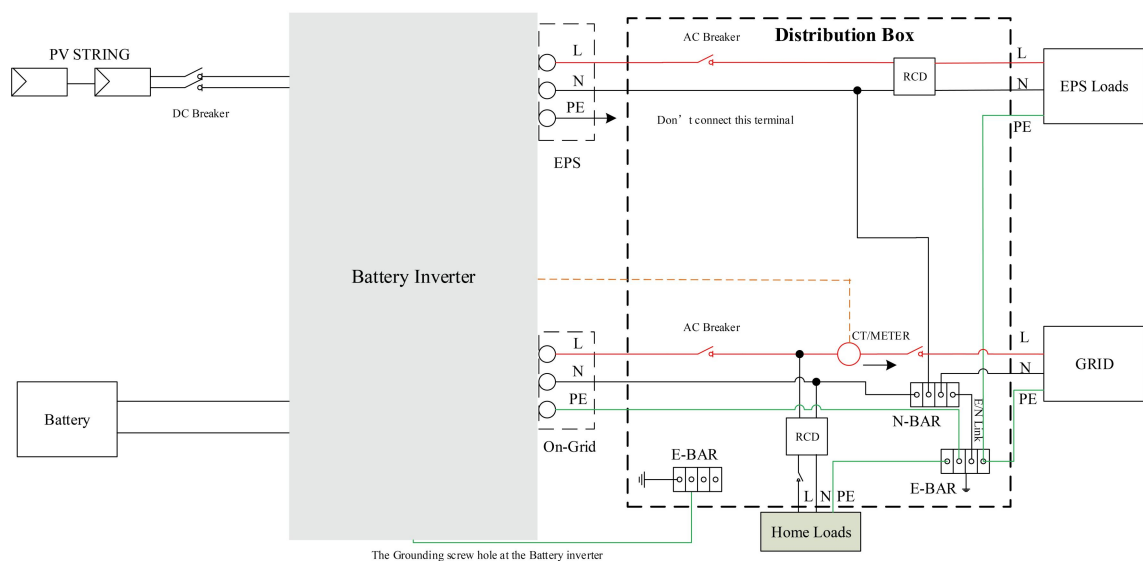 PV STRING
DC Breaker
Battery Inverter
Battery
L
N
PE
EPS
AC Breaker
Distribution Box
RCD
Don’t connect this terminal
L
N
PE
EPS Loads
L
N
PE
On-Grid
AC Breaker
CT/METER
L
N
PE
GRID
N-BAR
E/N Link
E-BAR
RCD
L N PE
Home Loads
E-BAR
The Grounding screw hole at the Battery inverter